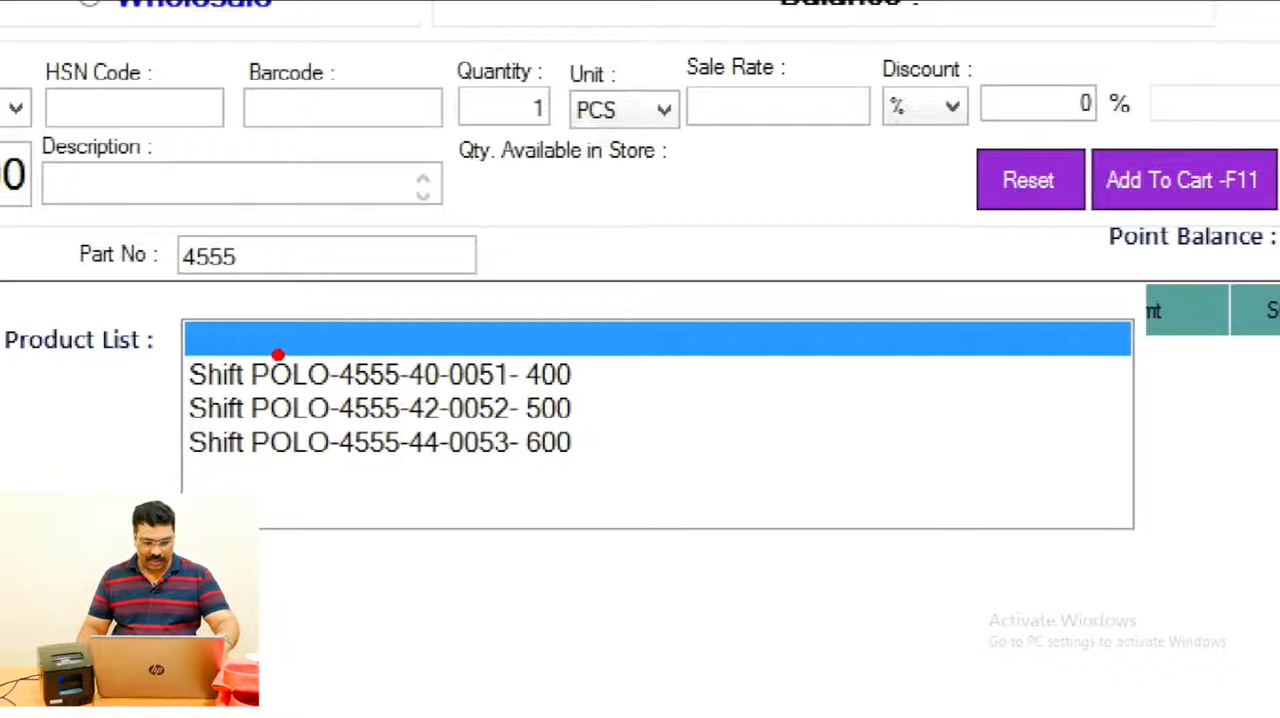 Wholesale
Balance :
HSN Code :
Barcode :
Quantity :
Unit :
Sale Rate :
Discount :
1
PCS
%
0
%
Description :
Qty. Available in Store :
Reset
Add To Cart -F11
Part No :
4555
Point Balance :
Product List :
Shift POLO-4555-40-0051- 400
Shift POLO-4555-42-0052- 500
Shift POLO-4555-44-0053- 600
Activate Windows
Go to PC settings to activate Windows
hp